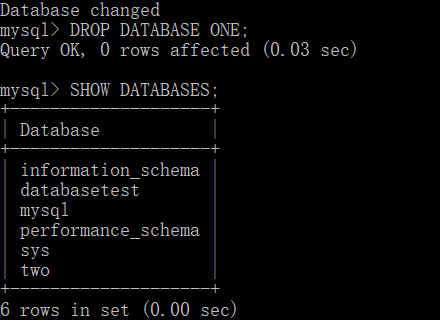 Database changed
mysql> DROP DATABASE ONE;
Query OK, 0 rows affected (0.03 sec)
mysql> SHOW DATABASES;
+--------------------+
| Database           |
+--------------------+
| information_schema |
| databasetest       |
| mysql              |
| performance_schema |
| sys                |
| two                |
+--------------------+
6 rows in set (0.00 sec)